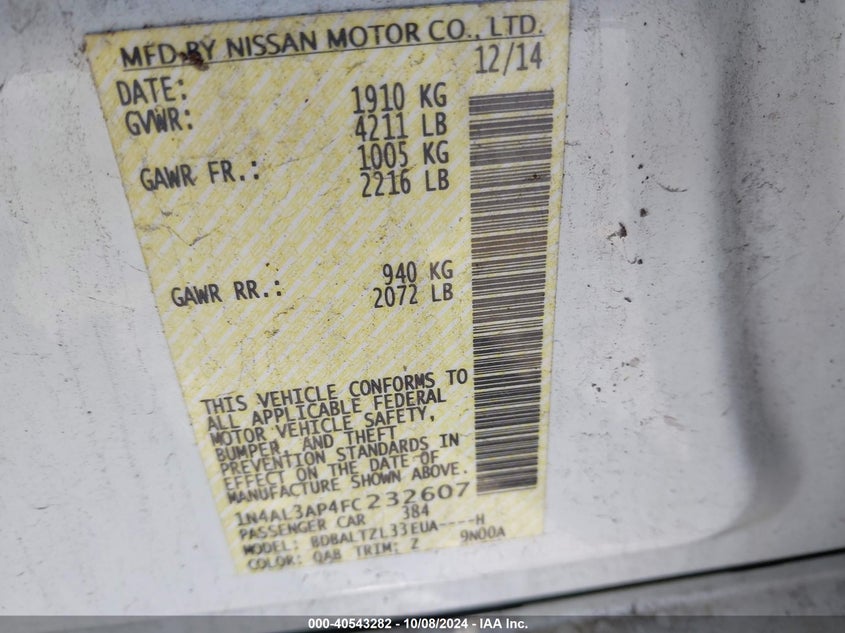 MFD BY NISSAN MOTOR CO., LTD.
DATE: 12/14
GVWR: 1910 KG
4211 LB
GAWR FR.: 1005 KG
2216 LB
GAWR RR.: 940 KG
2072 LB
THIS VEHICLE CONFORMS TO
ALL APPLICABLE FEDERAL
MOTOR VEHICLE SAFETY,
BUMPER, AND THEFT
PREVENTION STANDARDS IN
EFFECT ON THE DATE OF
MANUFACTURE SHOWN ABOVE.
1N4AL3AP4FC232607
PASSENGER CAR 384
MODEL: BDBALTZL33EUA----H
COLOR: QAB TRIM: Z 9N00A
000-40543282 - 10/08/2024 - IAA Inc.